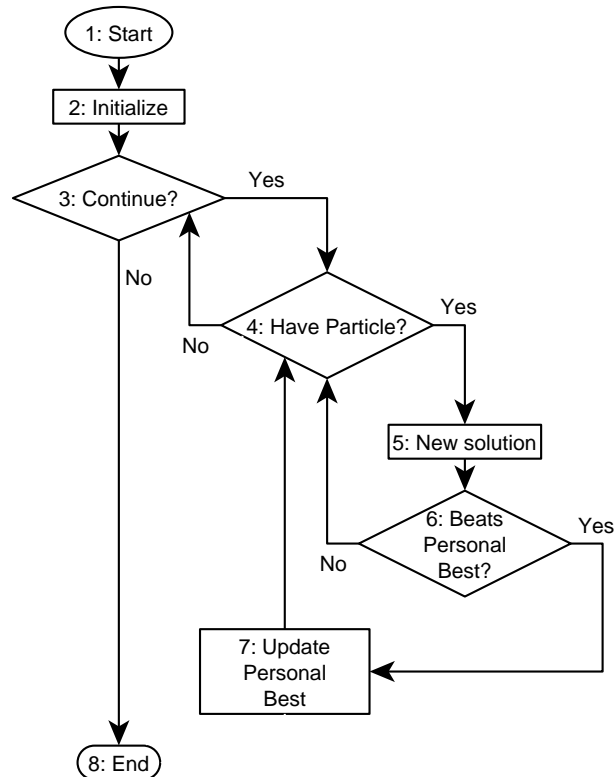 1: Start
2: Initialize
3: Continue?
Yes
No
4: Have Particle?
Yes
No
5: New solution
6: Beats
Personal
Best?
Yes
No
7: Update
Personal
Best
8: End